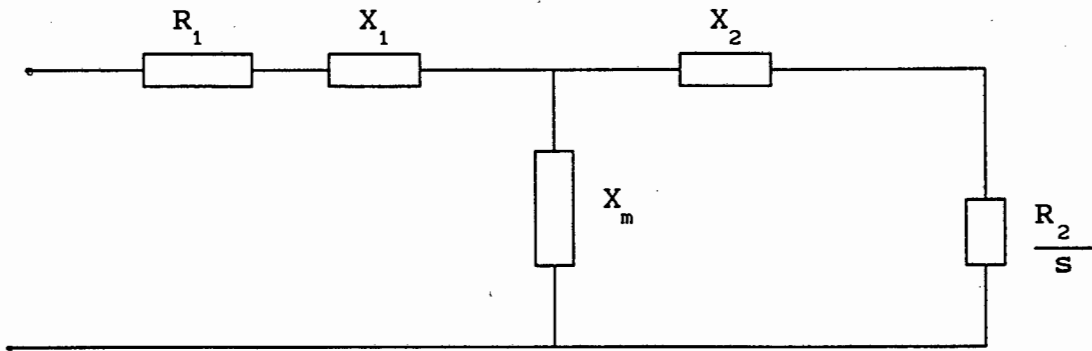 R₁
X₁
X₂
Xₘ
R₂
s